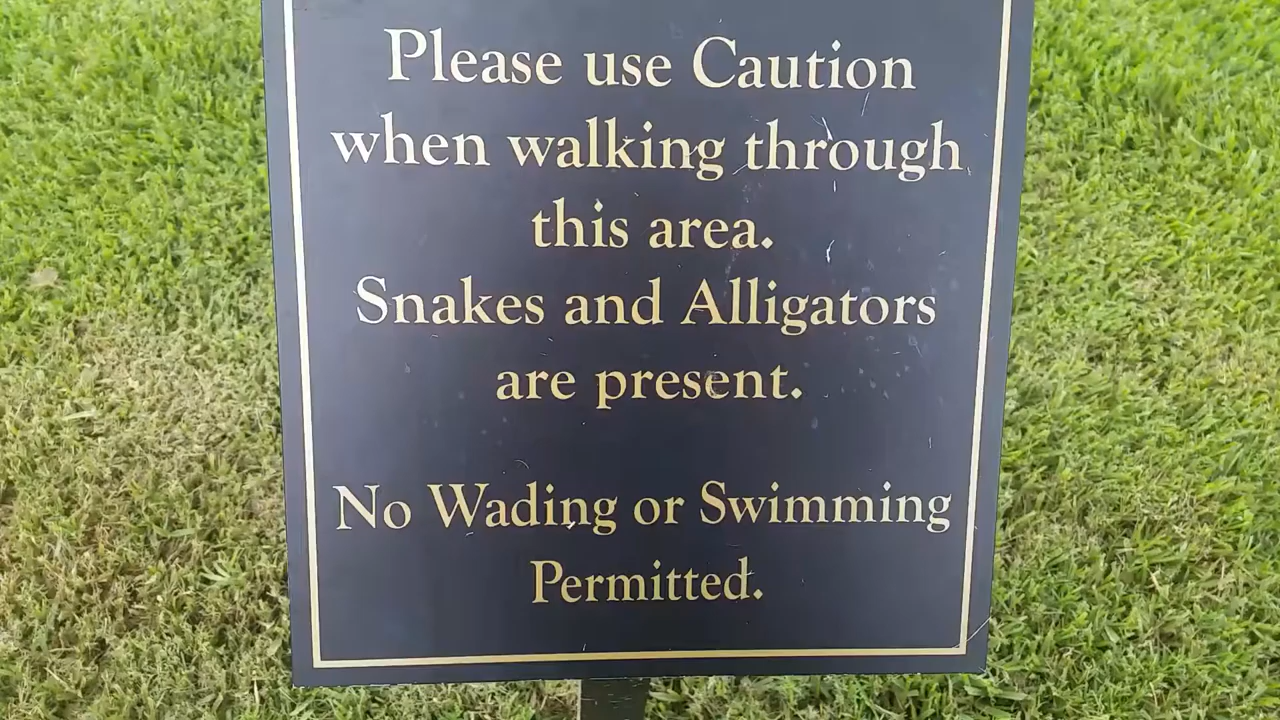 Please use Caution
when walking through
this area.
Snakes and Alligators
are present.
No Wading or Swimming
Permitted.